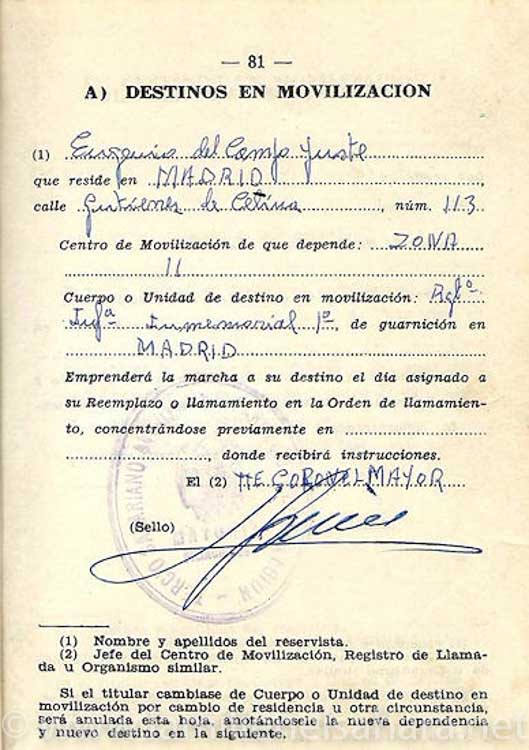 — 81 —
A) DESTINOS EN MOVILIZACION
(1) Eugenio del Campo Yuste
que reside en MADRID,
calle Gutierrez de Cetina, núm. 113
Centro de Movilización de que depende: ZONA
11
Cuerpo o Unidad de destino en movilización: Rgtº
Infª Inmemorial 1º, de guarnición en
MADRID
Emprenderá la marcha a su destino el día asignado a
su Reemplazo o llamamiento en la Orden de llamamien-
to, concentrándose previamente en
, donde recibirá instrucciones.
El (2) TTE. CORONEL MAYOR
(Sello)
(1) Nombre y apellidos del reservista.
(2) Jefe del Centro de Movilización, Registro de Llama-
da u Organismo similar.
Si el titular cambiase de Cuerpo o Unidad de destino en
movilización por cambio de residencia u otra circunstancia,
será anulada esta hoja, anotándosele la nueva dependencia
y nuevo destino en la siguiente.